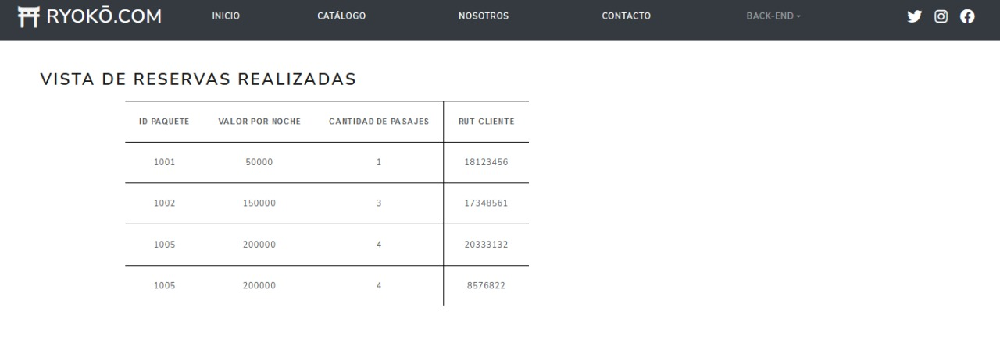 RYOKŌ.COM INICIO CATÁLOGO NOSOTROS CONTACTO BACK-END
VISTA DE RESERVAS REALIZADAS
ID PAQUETE VALOR POR NOCHE CANTIDAD DE PASAJES RUT CLIENTE
1001 50000 1 18123456
1002 150000 3 17348561
1005 200000 4 20333132
1005 200000 4 8576822